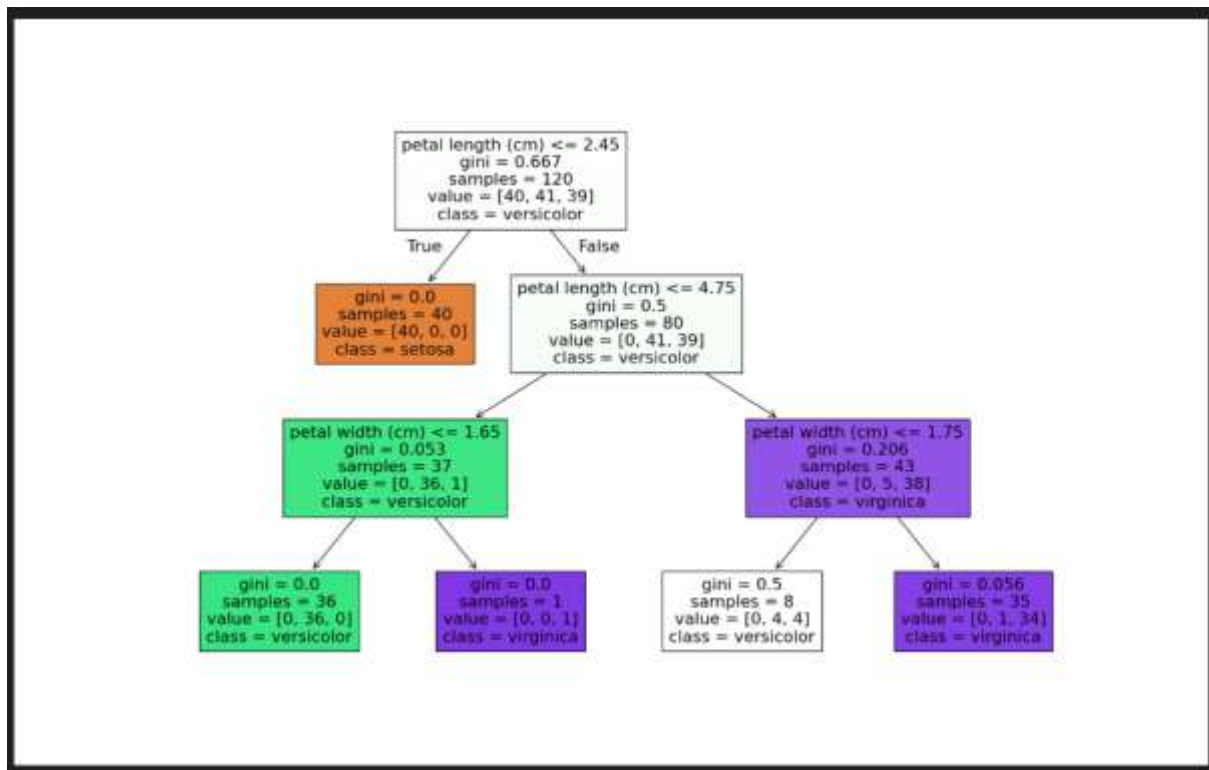 petal length (cm) <= 2.45
gini = 0.667
samples = 120
value = [40, 41, 39]
class = versicolor
True
False
gini = 0.0
samples = 40
value = [40, 0, 0]
class = setosa
petal length (cm) <= 4.75
gini = 0.5
samples = 80
value = [0, 41, 39]
class = versicolor
petal width (cm) <= 1.65
gini = 0.053
samples = 37
value = [0, 36, 1]
class = versicolor
petal width (cm) <= 1.75
gini = 0.206
samples = 43
value = [0, 5, 38]
class = virginica
gini = 0.0
samples = 36
value = [0, 36, 0]
class = versicolor
gini = 0.0
samples = 1
value = [0, 0, 1]
class = virginica
gini = 0.5
samples = 8
value = [0, 4, 4]
class = versicolor
gini = 0.056
samples = 35
value = [0, 1, 34]
class = virginica